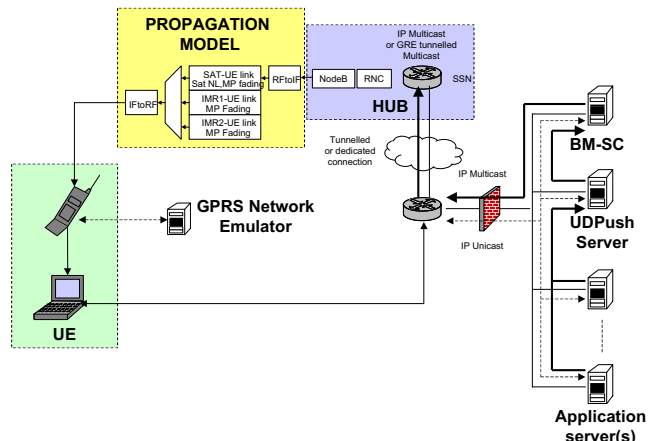 PROPAGATION
MODEL
IP Multicast
or GRE tunnelled
Multicast
SAT-UE link
Sat NL,MP fading
RFtoIF
NodeB
RNC
SSN
IFtoRF
IMR1-UE link
MP Fading
IMR2-UE link
MP Fading
HUB
Tunnelled
or dedicated
connection
BM-SC
IP Multicast
GPRS Network
Emulator
UDPush
Server
IP Unicast
UE
Application
server(s)